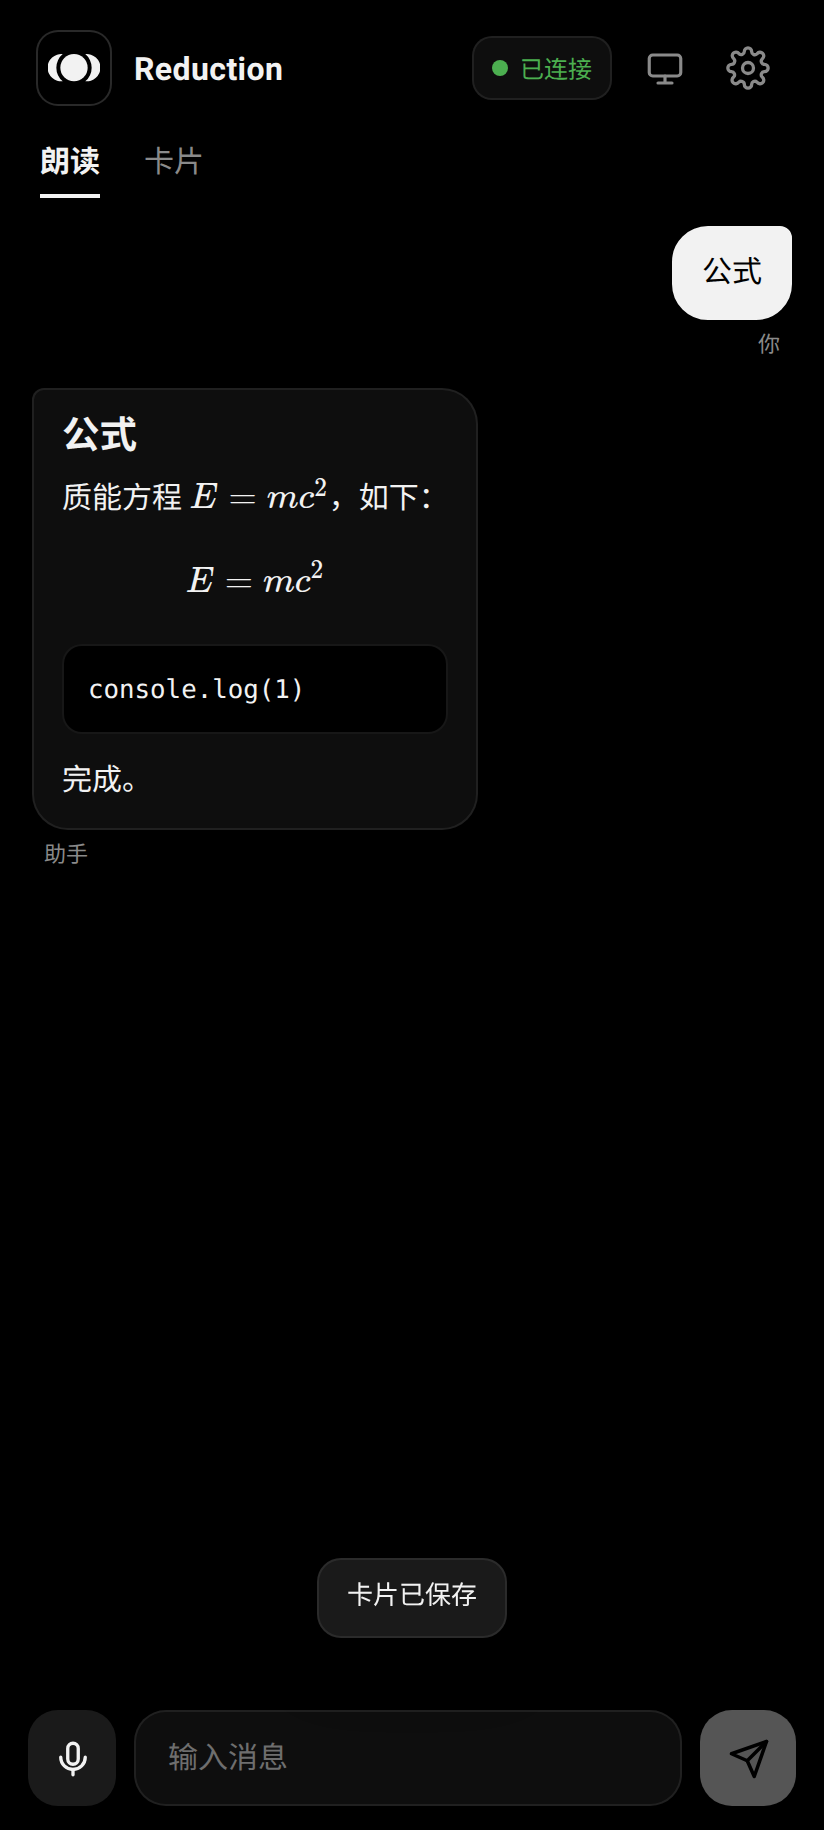 Reduction
已连接
朗读 卡片
公式
你
公式
质能方程 E = mc²，如下：
E = mc²
console.log(1)
完成。
助手
卡片已保存
输入消息